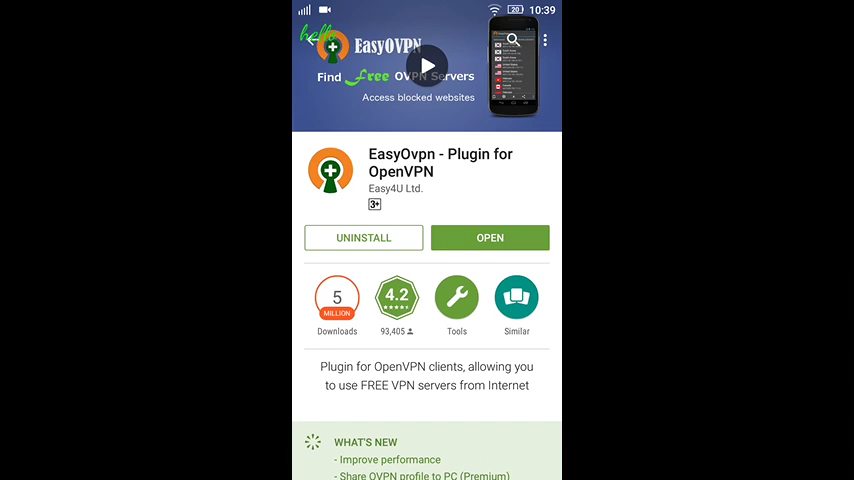 20 10:39
hello
EasyOVPN
Find Free OVPN Servers
Access blocked websites
EasyOvpn - Plugin for
OpenVPN
Easy4U Ltd.
3+
UNINSTALL
OPEN
5
MILLION
4.2
Downloads
93,405
Tools
Similar
Plugin for OpenVPN clients, allowing you
to use FREE VPN servers from Internet
WHAT'S NEW
- Improve performance
- Share OVPN profile to PC (Premium)